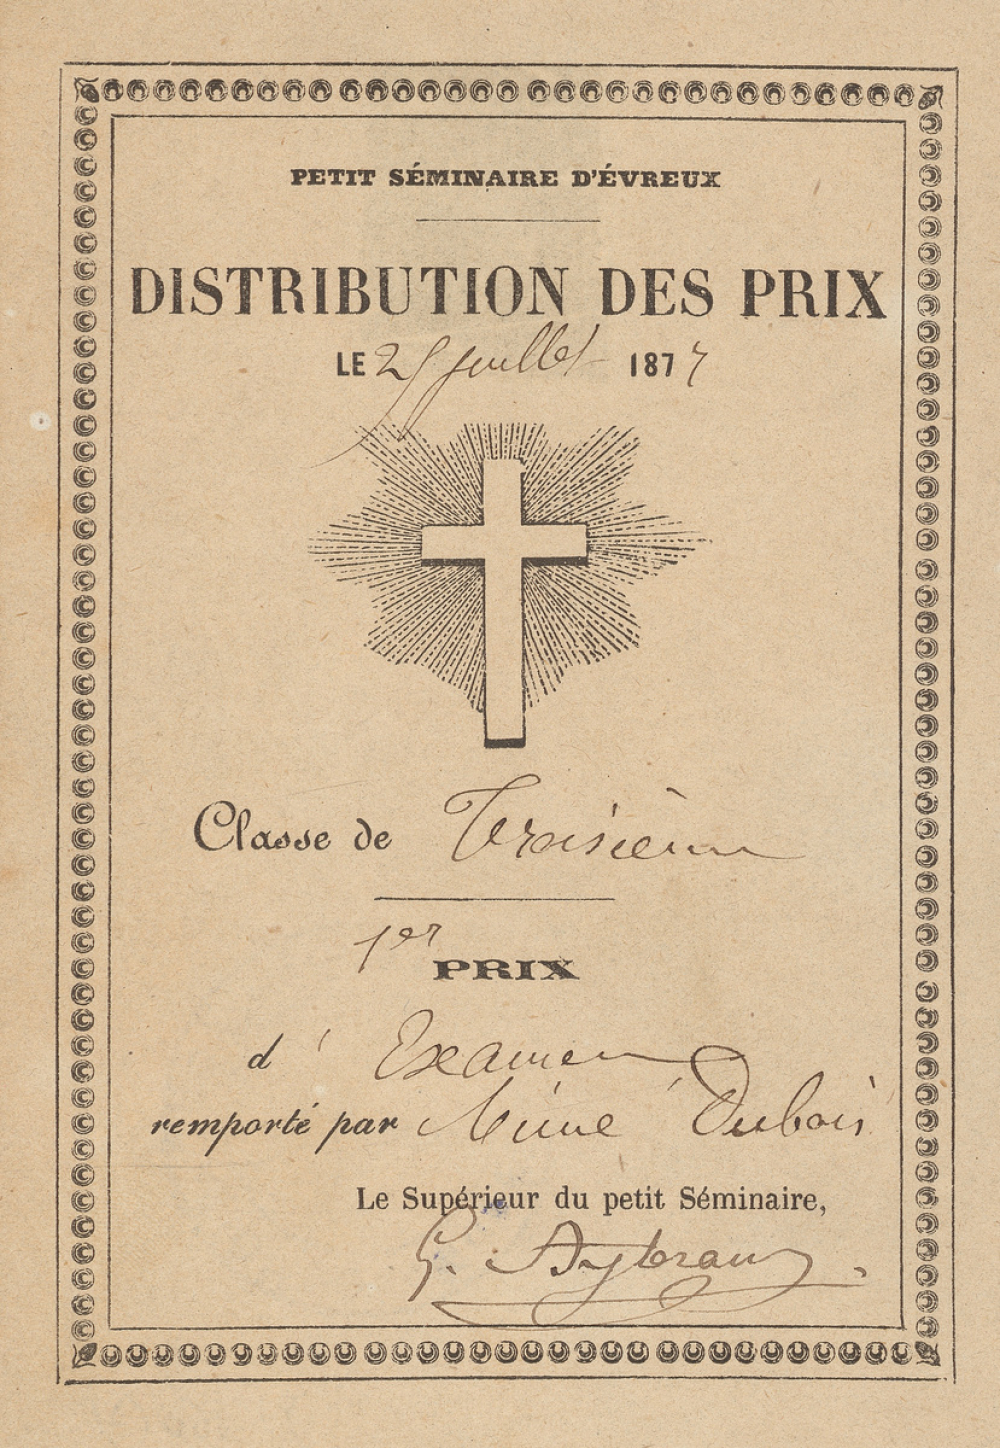 PETIT SÉMINAIRE D'ÉVREUX
DISTRIBUTION DES PRIX
LE 25 juillet 1877
Classe de Troisième
1er
PRIX
d' Examen
remporté par Dubois
Le Supérieur du petit Séminaire,
G.